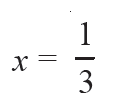 x = 1/3